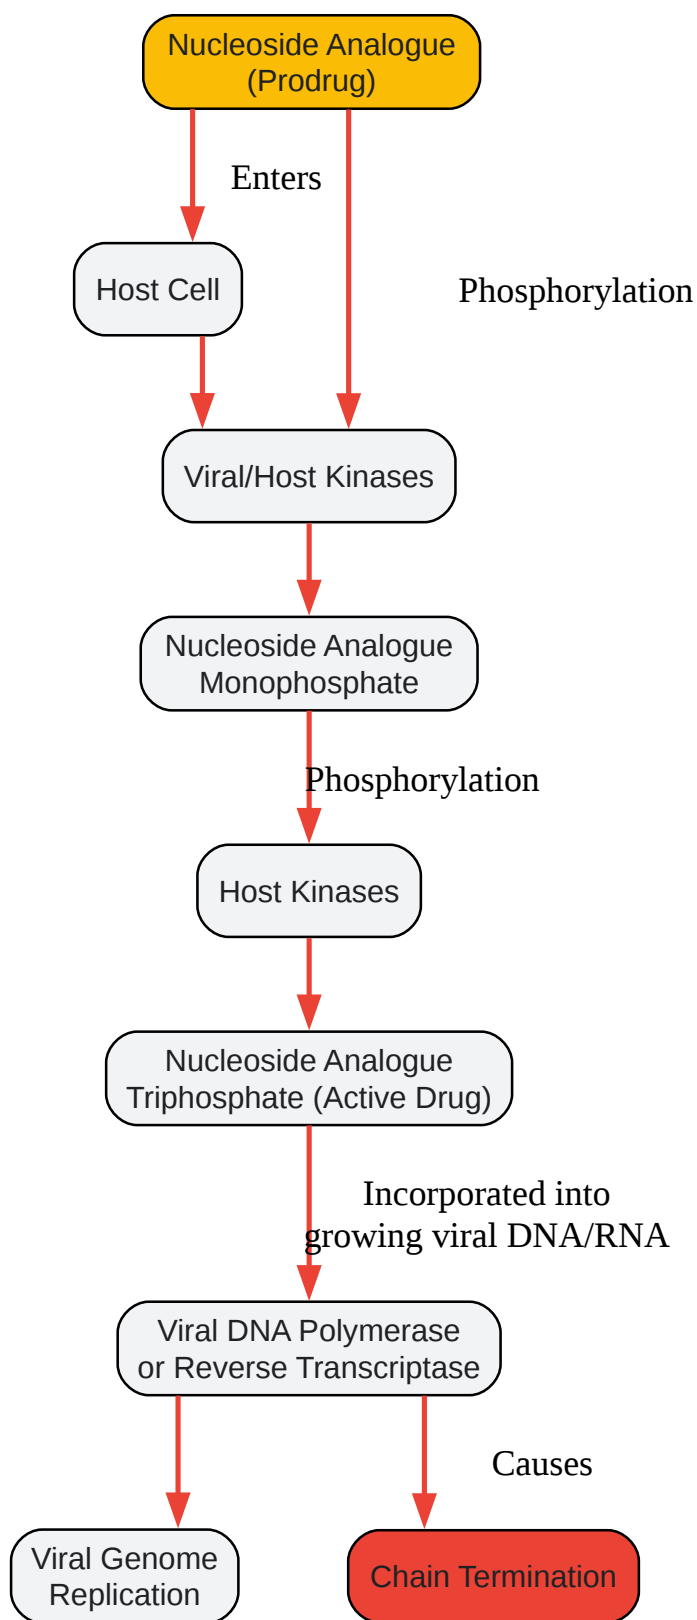 Nucleoside Analogue
(Prodrug)
Enters
Host Cell
Phosphorylation
Viral/Host Kinases
Nucleoside Analogue
Monophosphate
Phosphorylation
Host Kinases
Nucleoside Analogue
Triphosphate (Active Drug)
Incorporated into
growing viral DNA/RNA
Viral DNA Polymerase
or Reverse Transcriptase
Causes
Viral Genome
Replication
Chain Termination